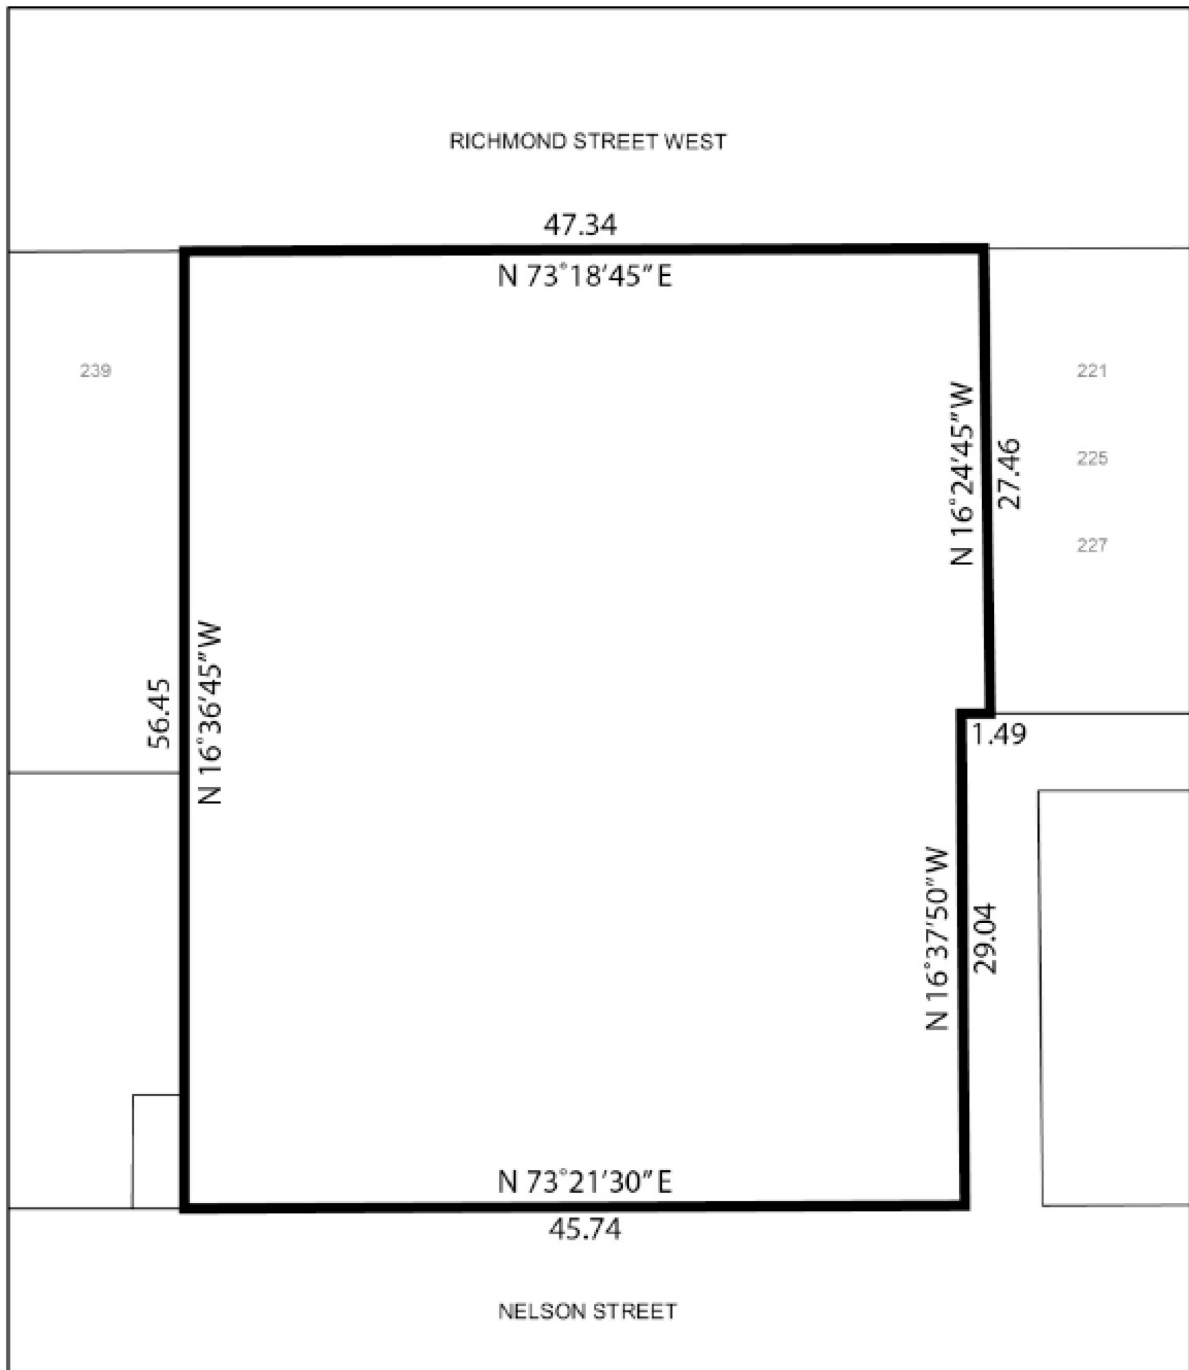 RICHMOND STREET WEST
47.34
N 73°18'45" E
239
221
N 16°24'45" W
27.46
225
227
56.45
N 16°36'45" W
1.49
N 16°37'50" W
29.04
N 73°21'30" E
45.74
NELSON STREET